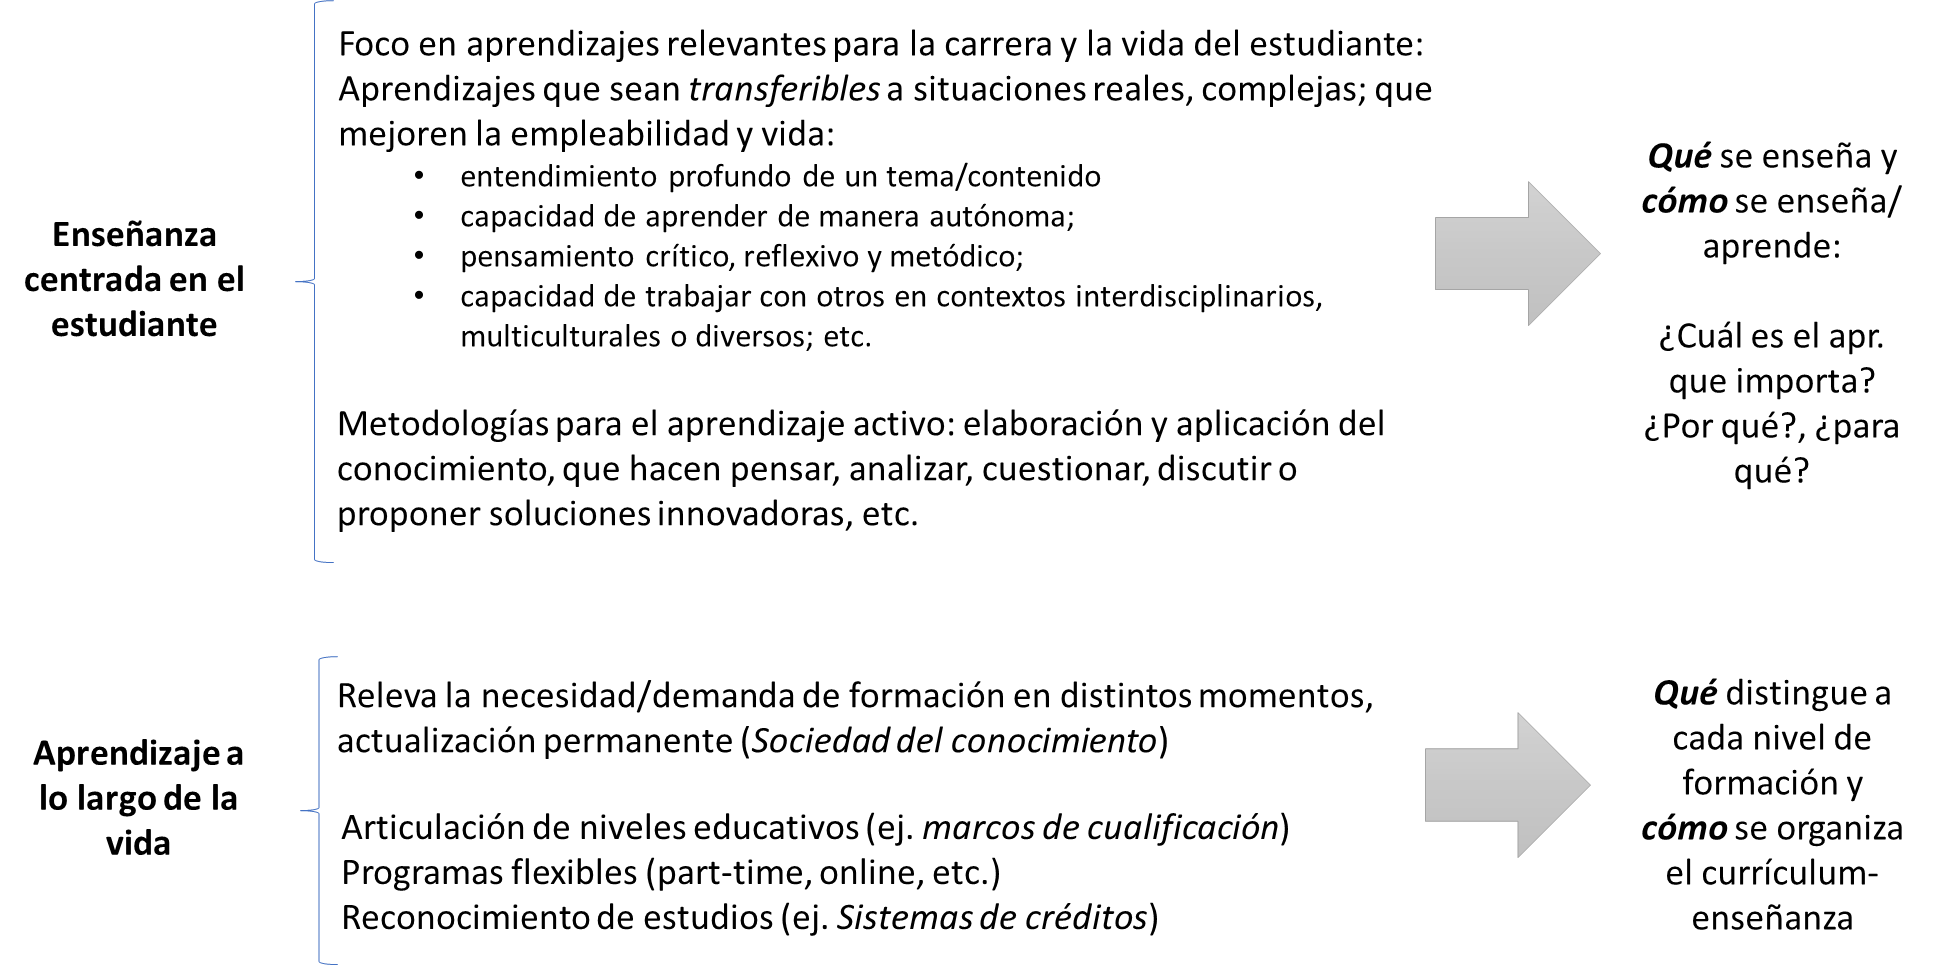 Enseñanza
centrada en el
estudiante
Foco en aprendizajes relevantes para la carrera y la vida del estudiante:
Aprendizajes que sean transferibles a situaciones reales, complejas; que
mejoren la empleabilidad y vida:
• entendimiento profundo de un tema/contenido
• capacidad de aprender de manera autónoma;
• pensamiento crítico, reflexivo y metódico;
• capacidad de trabajar con otros en contextos interdisciplinarios,
multiculturales o diversos; etc.
Metodologías para el aprendizaje activo: elaboración y aplicación del
conocimiento, que hacen pensar, analizar, cuestionar, discutir o
proponer soluciones innovadoras, etc.
Qué se enseña y
cómo se enseña/
aprende:
¿Cuál es el apr.
que importa?
¿Por qué?, ¿para
qué?
Aprendizaje a
lo largo de la
vida
Releva la necesidad/demanda de formación en distintos momentos,
actualización permanente (Sociedad del conocimiento)
Articulación de niveles educativos (ej. marcos de cualificación)
Programas flexibles (part-time, online, etc.)
Reconocimiento de estudios (ej. Sistemas de créditos)
Qué distingue a
cada nivel de
formación y
cómo se organiza
el currículum-
enseñanza